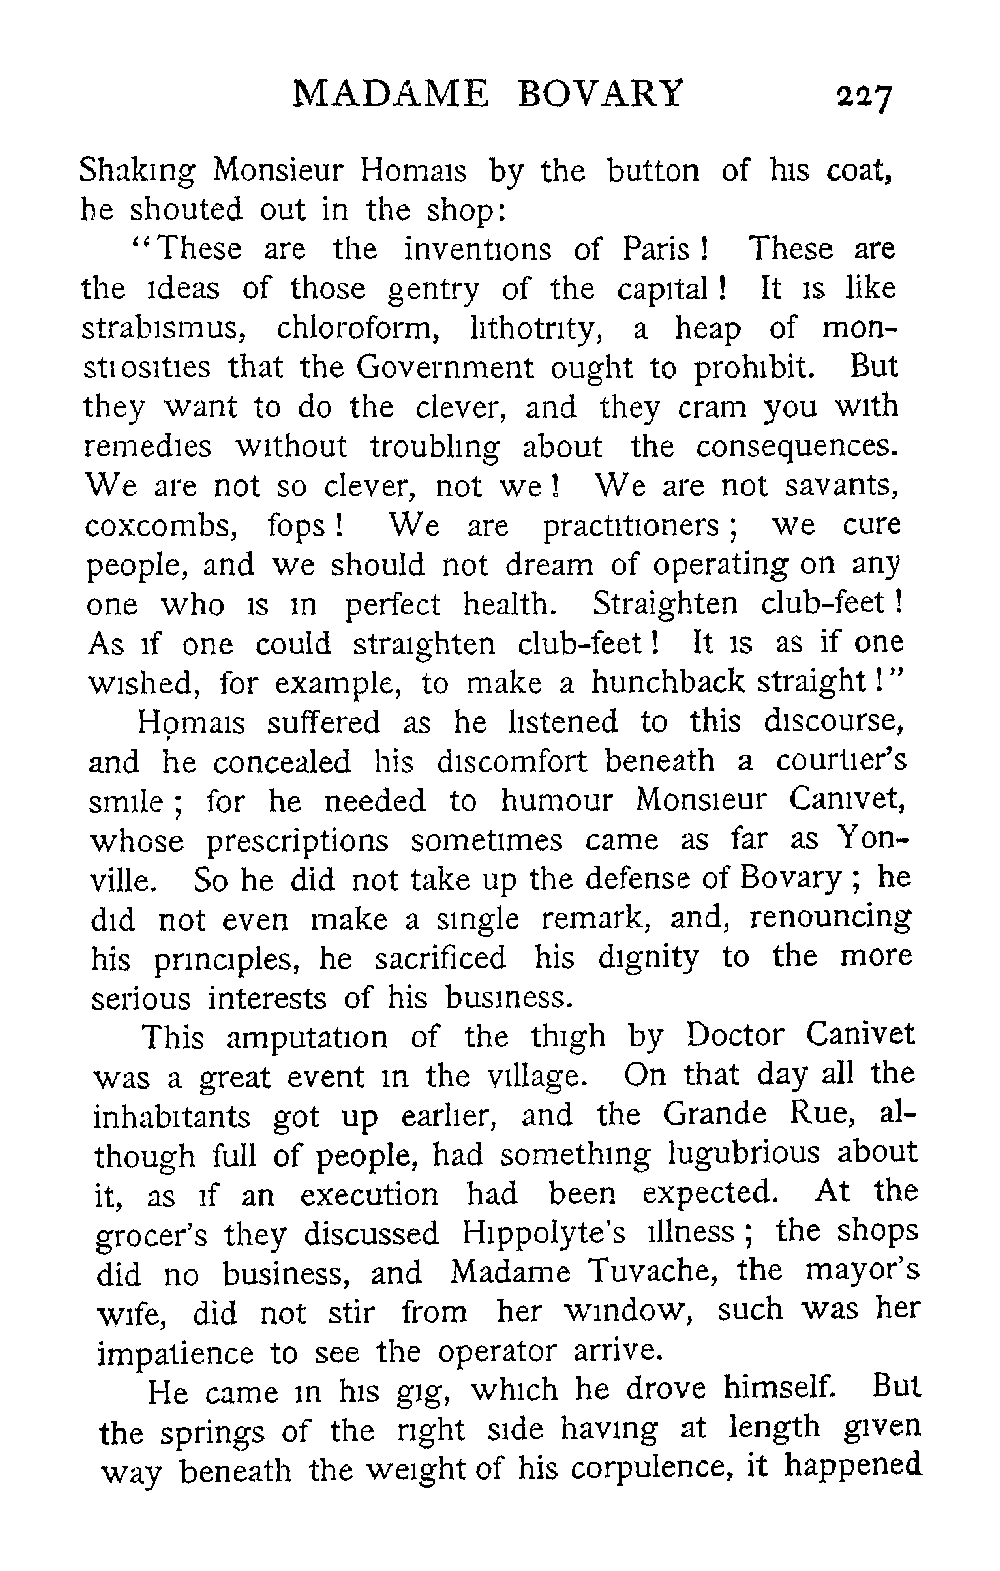 MADAME BOVARY 227
Shaking Monsieur Homais by the button of his coat,
he shouted out in the shop:
“These are the inventions of Paris ! These are
the ideas of those gentry of the capital ! It is like
strabismus, chloroform, lithotrity, a heap of mon-
strosities that the Government ought to prohibit. But
they want to do the clever, and they cram you with
remedies without troubling about the consequences.
We are not so clever, not we ! We are not savants,
coxcombs, fops ! We are practitioners ; we cure
people, and we should not dream of operating on any
one who is in perfect health. Straighten club-feet !
As if one could straighten club-feet ! It is as if one
wished, for example, to make a hunchback straight !”
Homais suffered as he listened to this discourse,
and he concealed his discomfort beneath a courtier’s
smile ; for he needed to humour Monsieur Canivet,
whose prescriptions sometimes came as far as Yon-
ville. So he did not take up the defense of Bovary ; he
did not even make a single remark, and, renouncing
his principles, he sacrificed his dignity to the more
serious interests of his business.
This amputation of the thigh by Doctor Canivet
was a great event in the village. On that day all the
inhabitants got up earlier, and the Grande Rue, al-
though full of people, had something lugubrious about
it, as if an execution had been expected. At the
grocer’s they discussed Hippolyte’s illness ; the shops
did no business, and Madame Tuvache, the mayor’s
wife, did not stir from her window, such was her
impatience to see the operator arrive.
He came in his gig, which he drove himself. But
the springs of the right side having at length given
way beneath the weight of his corpulence, it happened